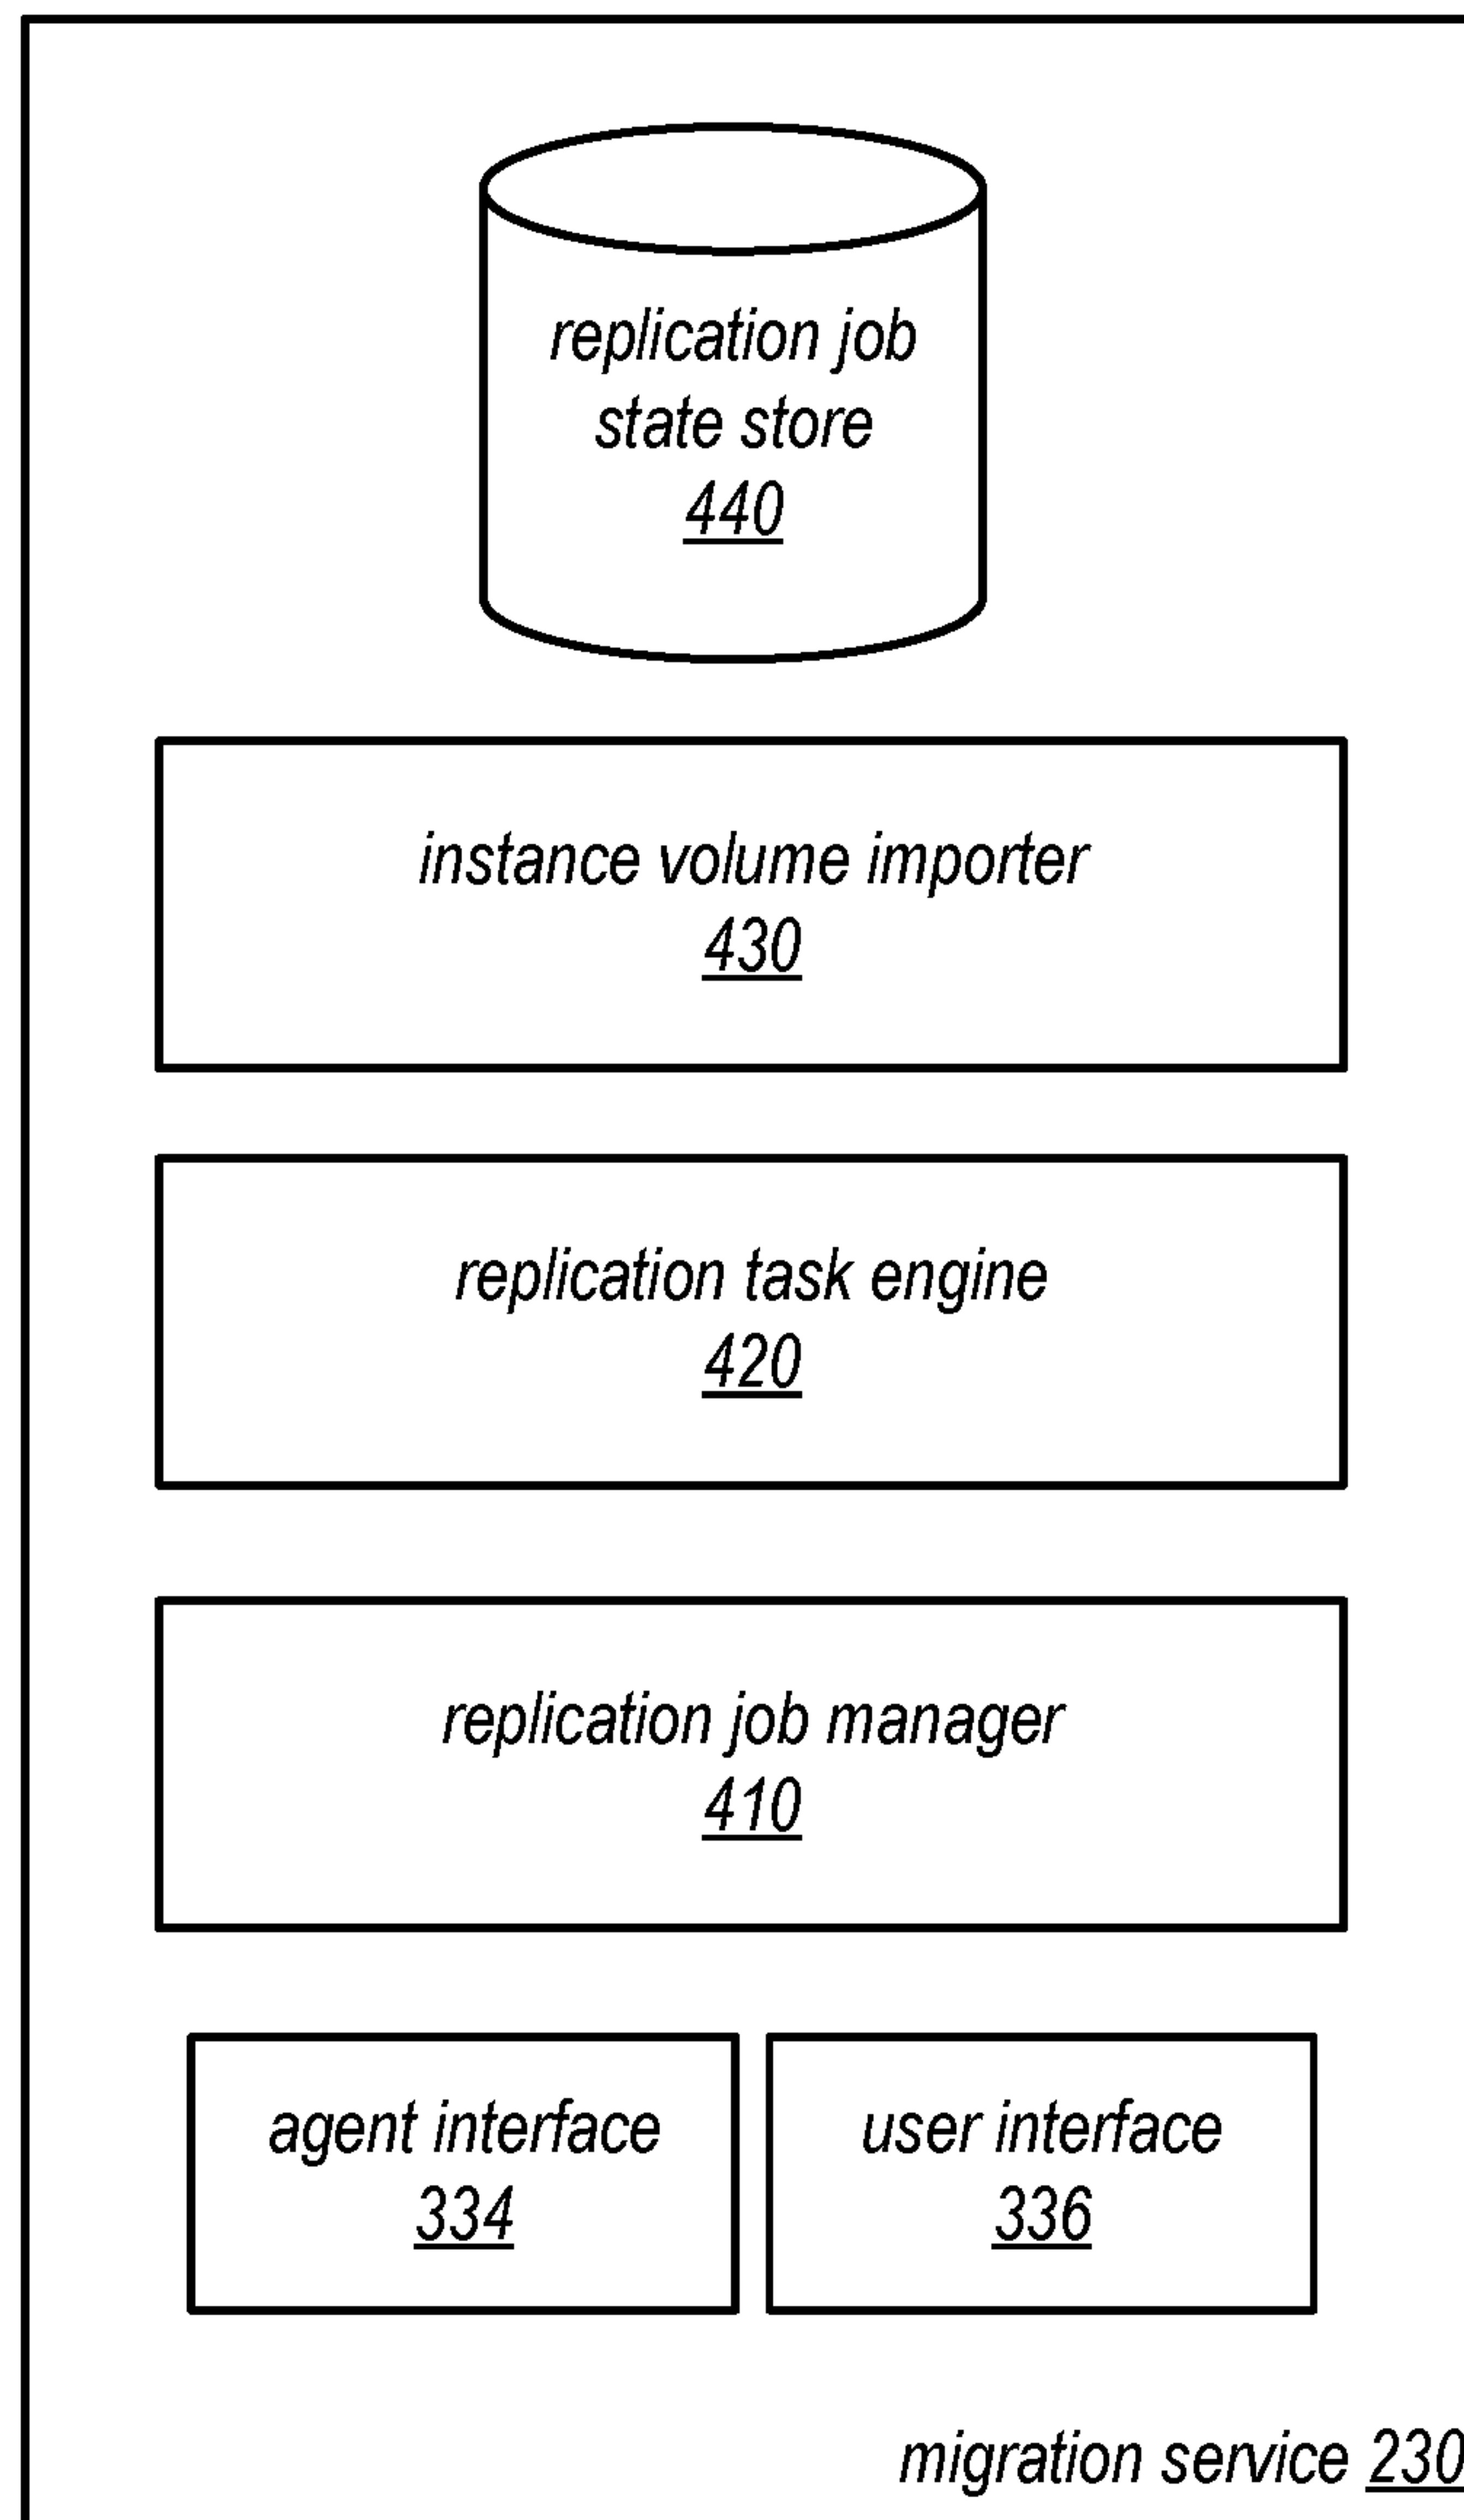 replication job
state store
440
instance volume importer
430
replication task engine
420
replication job manager
410
agent interface
334
user interface
336
migration service 230